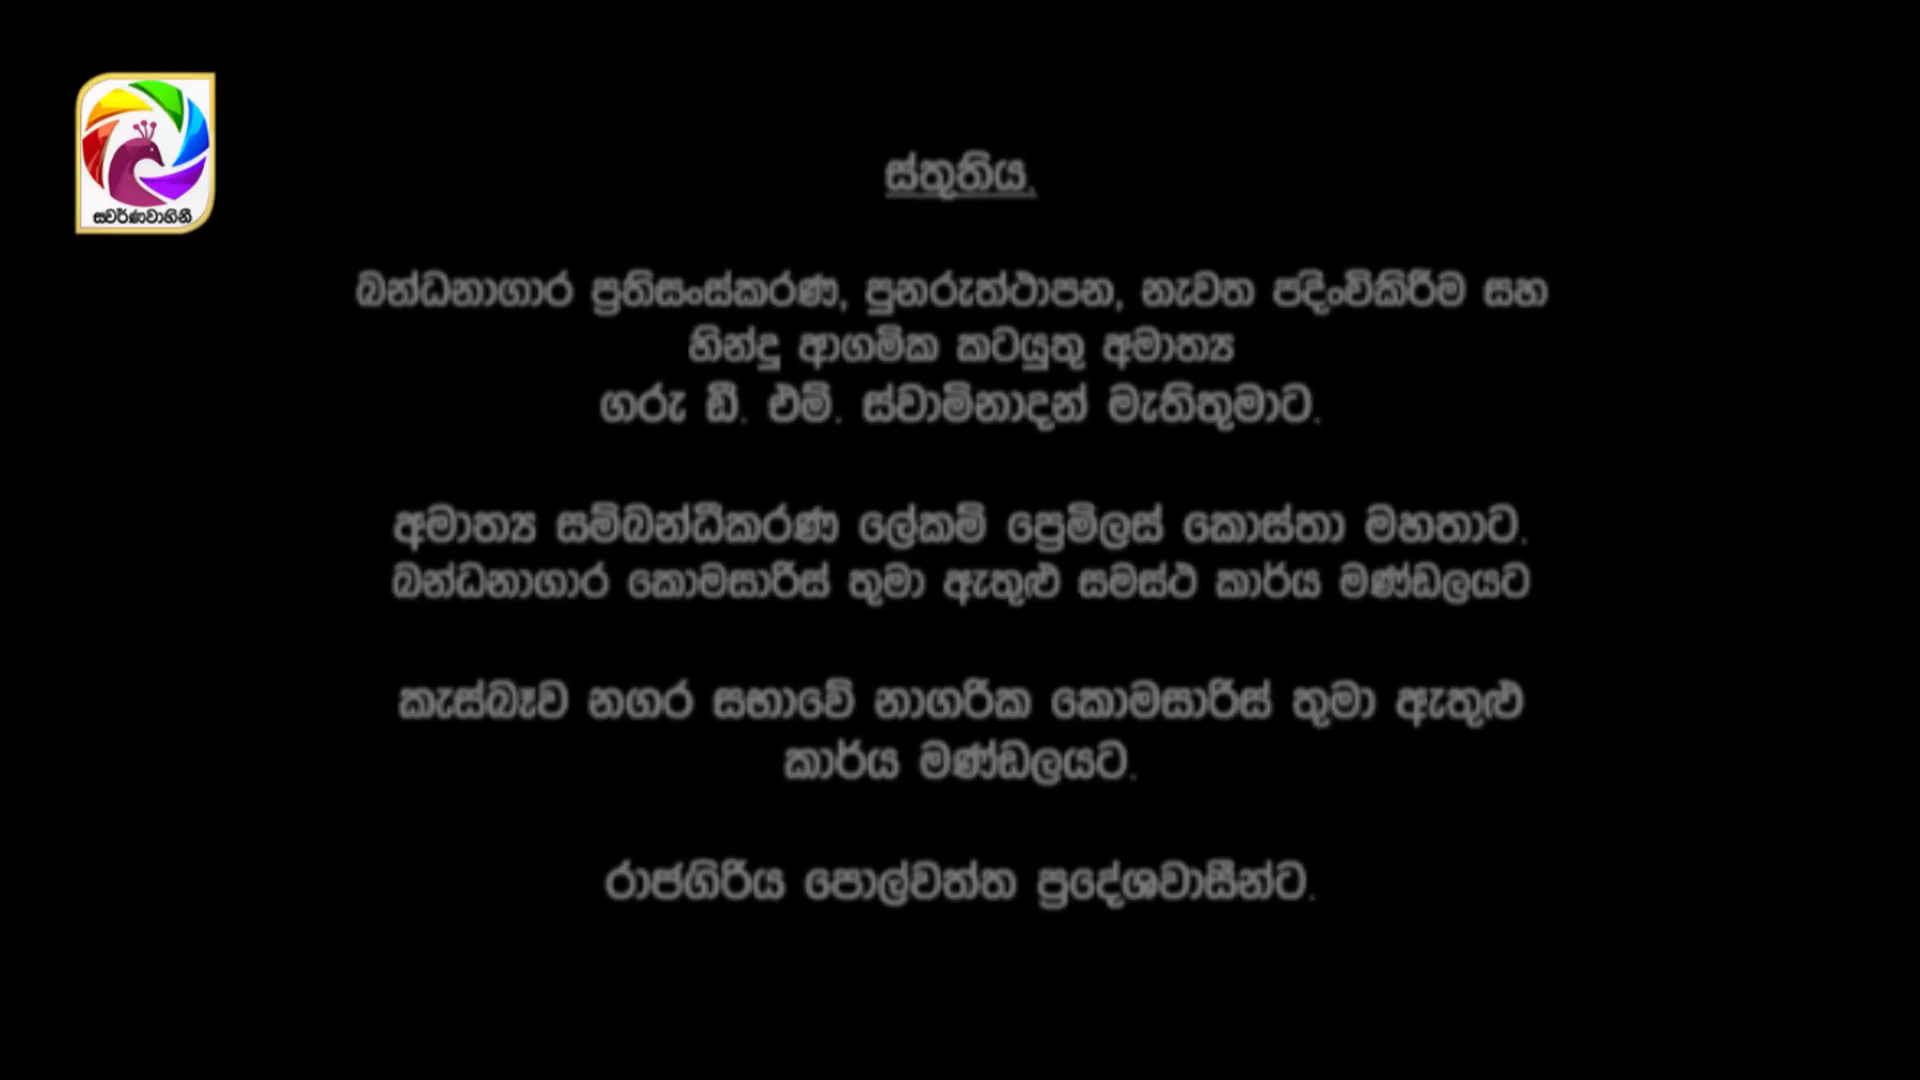 ස්වර්ණවාහිනී
ස්තූතිය.
බන්ධනාගාර ප්‍රතිසංස්කරණ, පුනරුත්ථාපන, නැවත පදිංචිකිරීම සහ
හින්දු ආගමික කටයුතු අමාත්‍ය
ගරු ඩී. එම්. ස්වාමිනාදන් මැතිතුමාට.
අමාත්‍ය සම්බන්ධීකරණ ලේකම් ප්‍රේමිලස් කොස්තා මහතාට.
බන්ධනාගාර කොමසාරිස් තුමා ඇතුළු සමස්ථ කාර්ය මණ්ඩලයට
කැස්බෑව නගර සභාවේ නාගරික කොමසාරිස් තුමා ඇතුළු
කාර්ය මණ්ඩලයට.
රාජගිරිය පොල්වත්ත ප්‍රදේශවාසීන්ට.